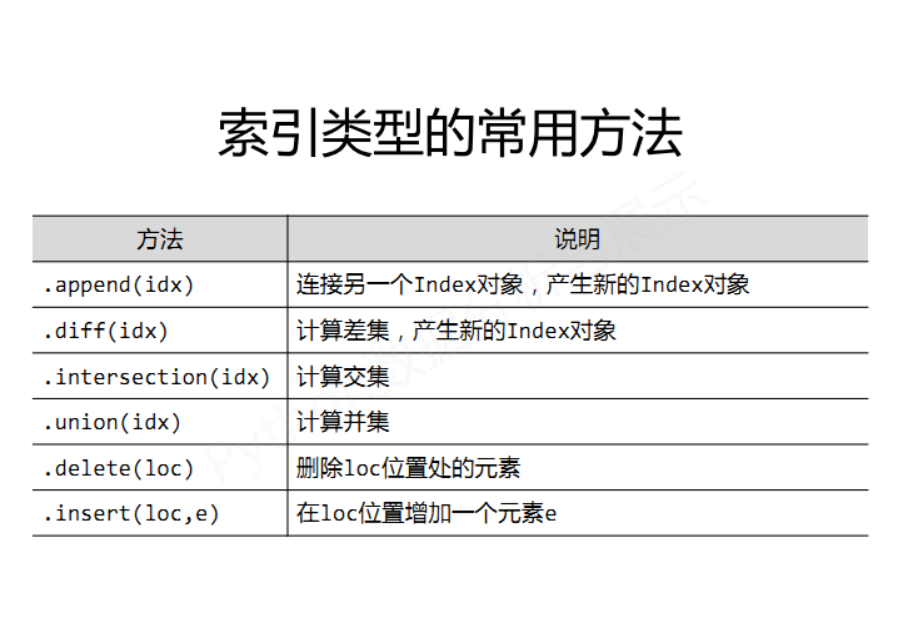 索引类型的常用方法
方法 说明
.append(idx) 连接另一个Index对象，产生新的Index对象
.diff(idx) 计算差集，产生新的Index对象
.intersection(idx) 计算交集
.union(idx) 计算并集
.delete(loc) 删除loc位置处的元素
.insert(loc,e) 在loc位置增加一个元素e